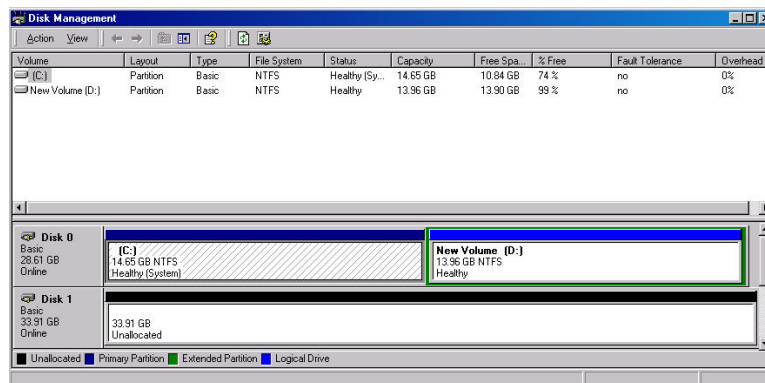 Disk Management
Action View
Volume Layout Type File System Status Capacity Free Spa... % Free Fault Tolerance Overhead
(C:) Partition Basic NTFS Healthy (Sy... 14.65 GB 10.84 GB 74 % no 0%
New Volume (D:) Partition Basic NTFS Healthy 13.96 GB 13.90 GB 99 % no 0%
Disk 0
Basic
28.61 GB
Online
(C:)
14.65 GB NTFS
Healthy (System)
New Volume (D:)
13.96 GB NTFS
Healthy
Disk 1
Basic
33.91 GB
Online
33.91 GB
Unallocated
Unallocated Primary Partition Extended Partition Logical Drive